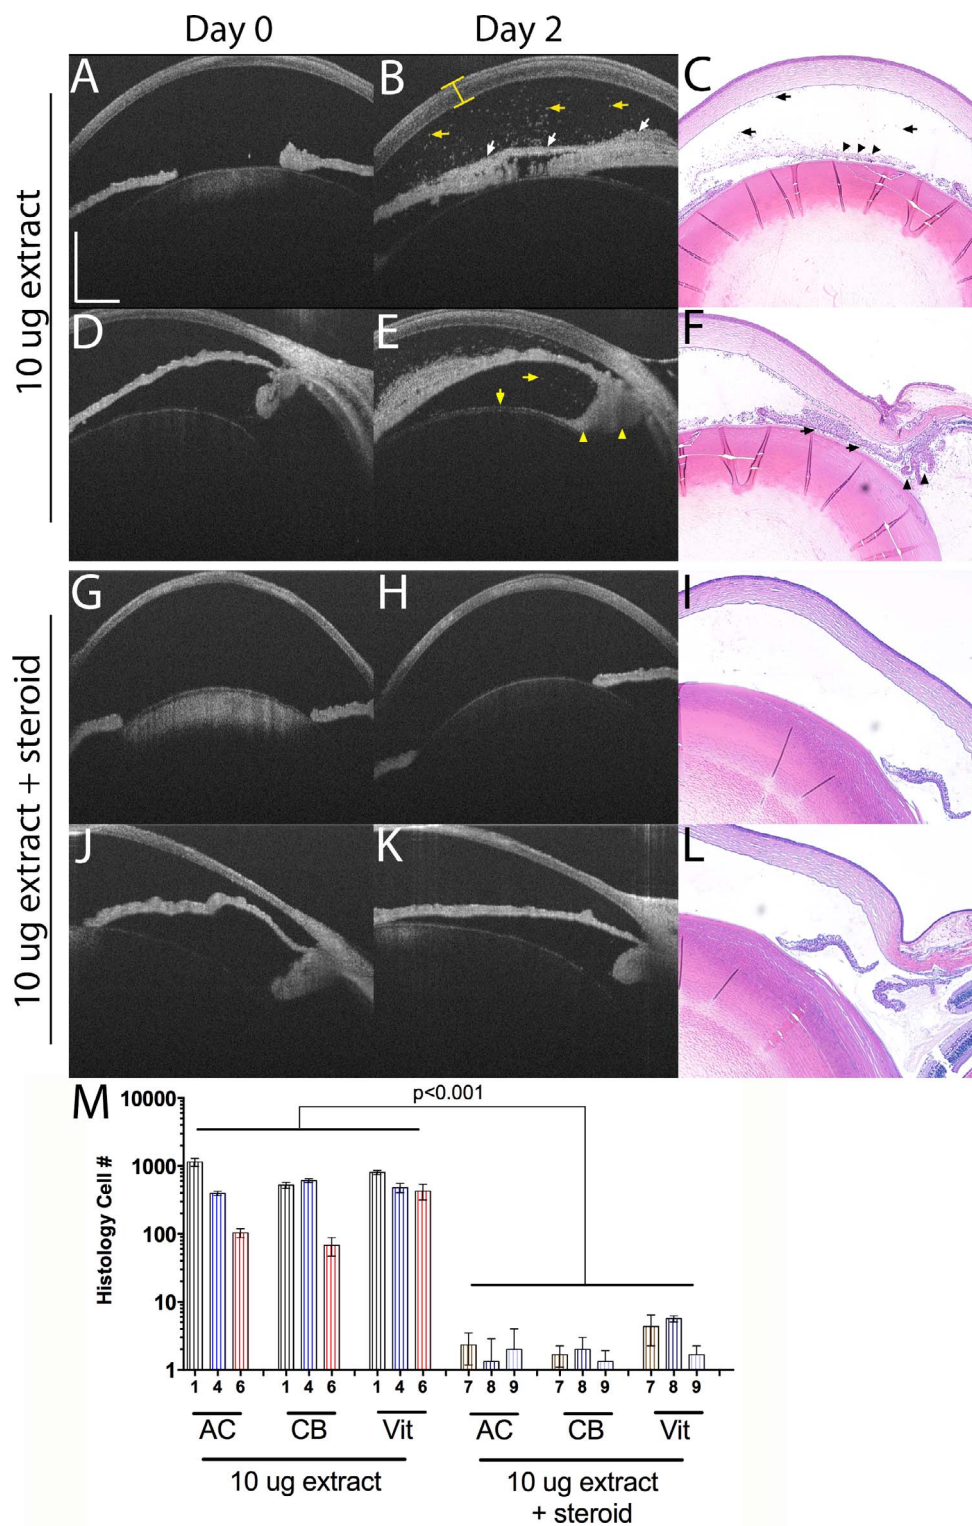 Day 0
Day 2
10 ug extract
A
B
C
D
E
F
10 ug extract + steroid
G
H
I
J
K
L
M
p<0.001
Histology Cell #
10000
1000
100
10
1
1 4 6 1 4 6 1 4 6 7 8 9 7 8 9 7 8 9
AC CB Vit AC CB Vit
10 ug extract
10 ug extract
+ steroid